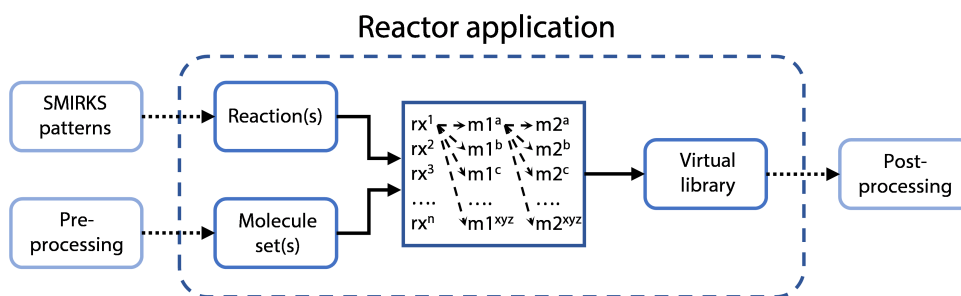 Reactor application
SMIRKS
patterns
Reaction(s)
Pre-
processing
Molecule
set(s)
rx¹ m1ᵃ m2ᵃ
rx² m1ᵇ m2ᵇ
rx³ m1ᶜ m2ᶜ
.... .... ....
rxⁿ m1ˣʸᶻ m2ˣʸᶻ
Virtual
library
Post-
processing